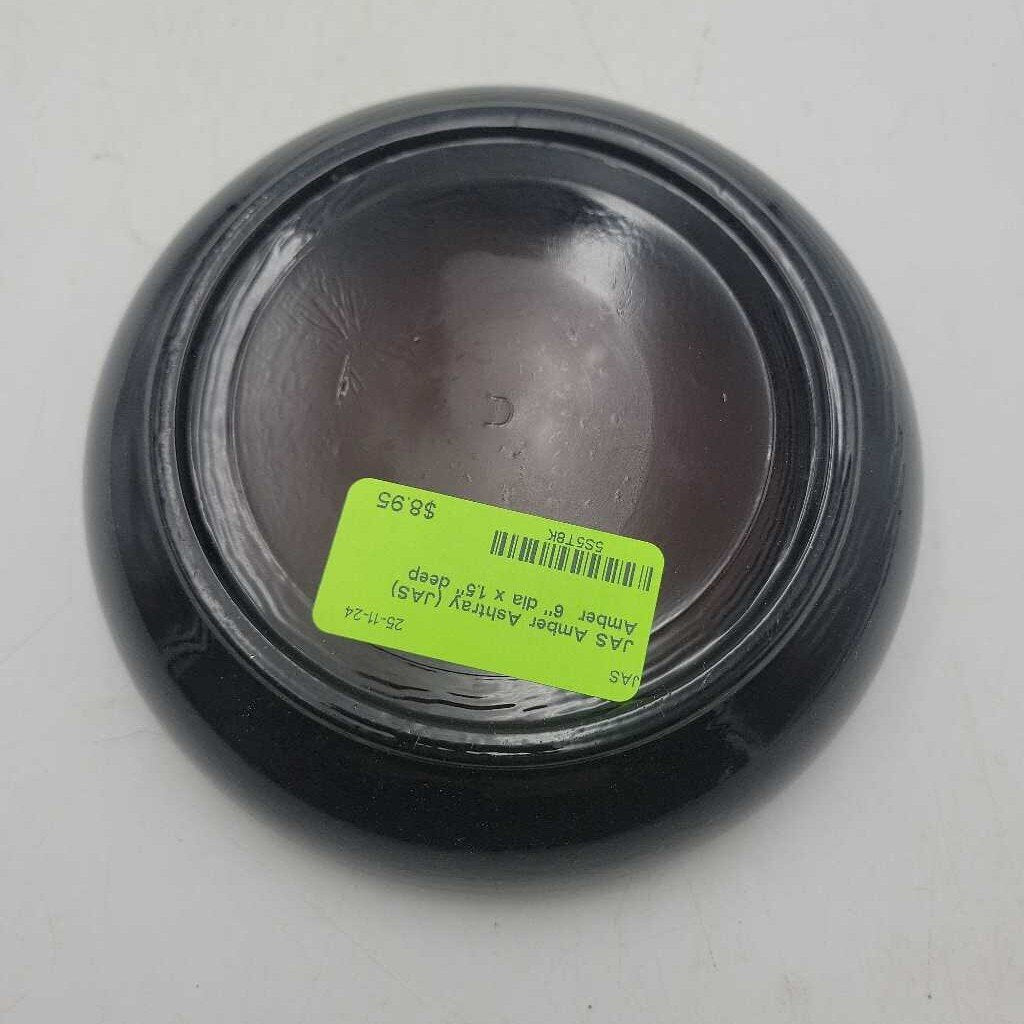 JAS
25-11-24
JAS Amber Ashtray (JAS)
Amber 6" dia x 1.5" deep
5S5T8K
$8.95